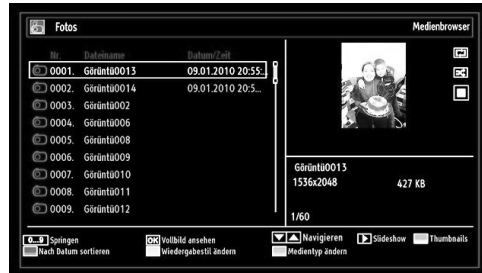 Fotos
Medienbrowser
Nr. Dateiname Datum/Zeit
0001. Görüntü0013 09.01.2010 20:55:..
0002. Görüntü0014 09.01.2010 20:5...
0003. Görüntü002
0004. Görüntü006
0005. Görüntü008
0006. Görüntü009
0007. Görüntü010
0008. Görüntü011
0009. Görüntü012
Görüntü0013
1536x2048 427 KB
1/60
0...9 Springen OK Vollbild ansehen Navigieren Slideshow Thumbnails
Nach Datum sortieren Wiedergabestil ändern Medientyp ändern